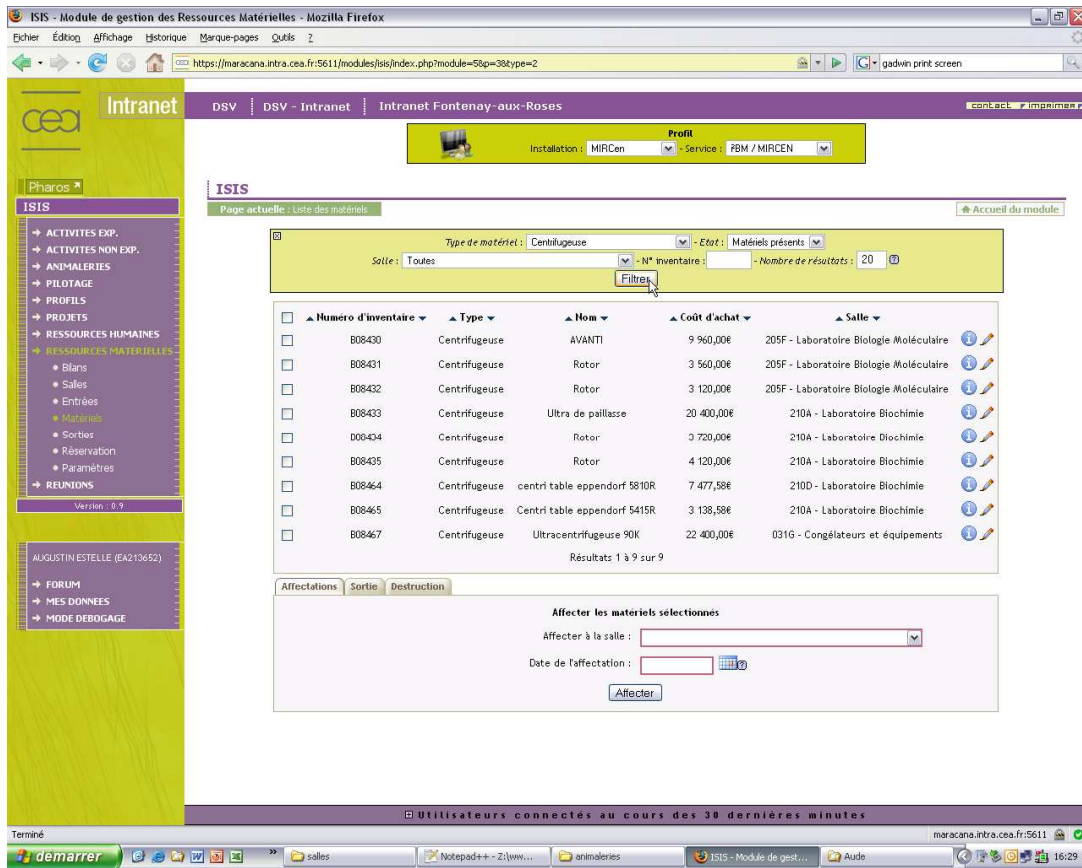 ISIS - Module de gestion des Ressources Matérielles - Mozilla Firefox
Fichier Édition Affichage Historique Marque-pages Outils ?
https://maracana.intra.cea.fr:5611/modules/isis/index.php?module=5&p=3&type=2 gadwin print screen
cea Intranet DSV DSV - Intranet Intranet Fontenay-aux-Roses contact imprimer
Profil
Installation : MIRCen - Service : MIRCEN
Pharos
ISIS
ISIS
Page actuelle : Liste des matériels Accueil du module
ACTIVITES EXP.
ACTIVITES NON EXP.
ANIMALERIES
PILOTAGE
PROFILS
PROJETS
RESSOURCES HUMAINES
RESSOURCES MATERIELLES
Bilans
Salles
Entrées
Matériels
Sorties
Réservation
Paramètres
REUNIONS
Version : 0.9
AUGUSTIN ESTELLE (EA213652)
FORUM
MES DONNEES
MODE DEBOGAGE
Type de matériel : Centrifugeuse - Etat : Matériels présents
Salle : Toutes - N° inventaire : - Nombre de résultats : 20
Filtrer
Numéro d'inventaire Type Nom Coût d'achat Salle
B08430 Centrifugeuse AVANTI 9 960,00€ 205F - Laboratoire Biologie Moléculaire
B08431 Centrifugeuse Rotor 3 560,00€ 205F - Laboratoire Biologie Moléculaire
B08432 Centrifugeuse Rotor 3 120,00€ 205F - Laboratoire Biologie Moléculaire
B08433 Centrifugeuse Ultra de paillasse 20 400,00€ 210A - Laboratoire Biochimie
B08434 Centrifugeuse Rotor 3 720,00€ 210A - Laboratoire Biochimie
B08435 Centrifugeuse Rotor 4 120,00€ 210A - Laboratoire Biochimie
B08464 Centrifugeuse centri table eppendorf 5810R 7 477,58€ 210D - Laboratoire Biochimie
B08465 Centrifugeuse Centri table eppendorf 5415R 3 138,58€ 210A - Laboratoire Biochimie
B08467 Centrifugeuse Ultracentrifugeuse 90K 22 400,00€ 031G - Congélateurs et équipements
Résultats 1 à 9 sur 9
Affectations Sortie Destruction
Affecter les matériels sélectionnés
Affecter à la salle :
Date de l'affectation :
Affecter
Utilisateurs connectés au cours des 30 dernières minutes
Terminé maracana.intra.cea.fr:5611
démarrer salles Notepad++ - Z:\ww... animaleries ISIS - Module de gest... Aude 16:29